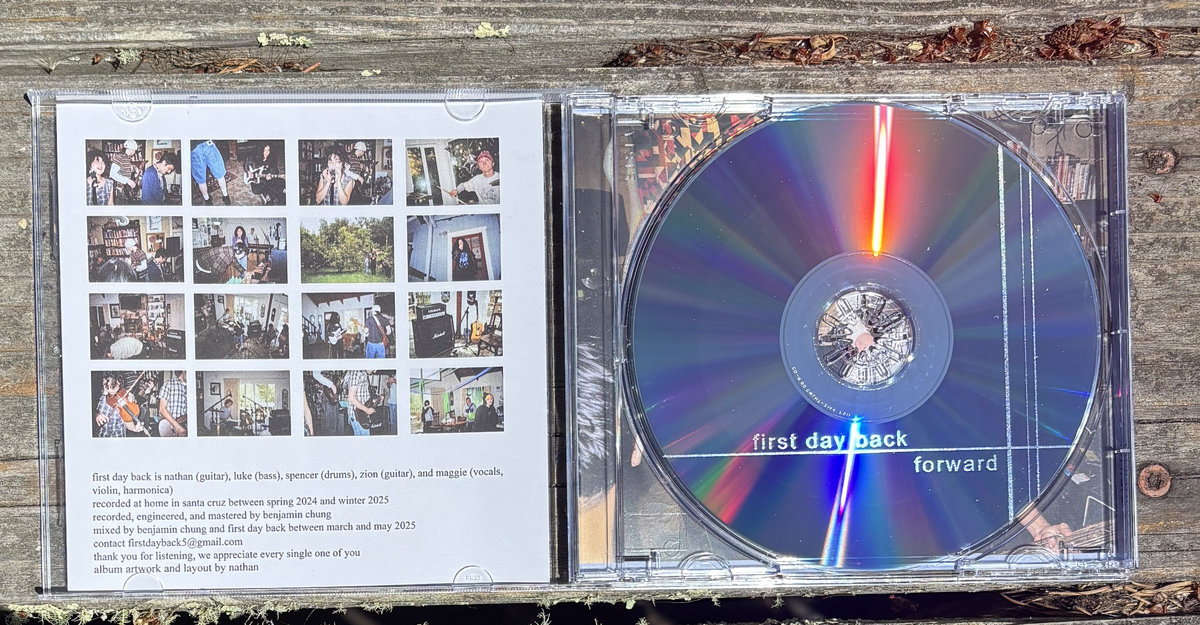 first day back is nathan (guitar), luke (bass), spencer (drums), zion (guitar), and maggie (vocals,
violin, harmonica)
recorded at home in santa cruz between spring 2024 and winter 2025
recorded, engineered, and mastered by benjamin chung
mixed by benjamin chung and first day back between march and may 2025
contact firstdayback5@gmail.com
thank you for listening, we appreciate every single one of you
album artwork and layout by nathan
first day back
forward